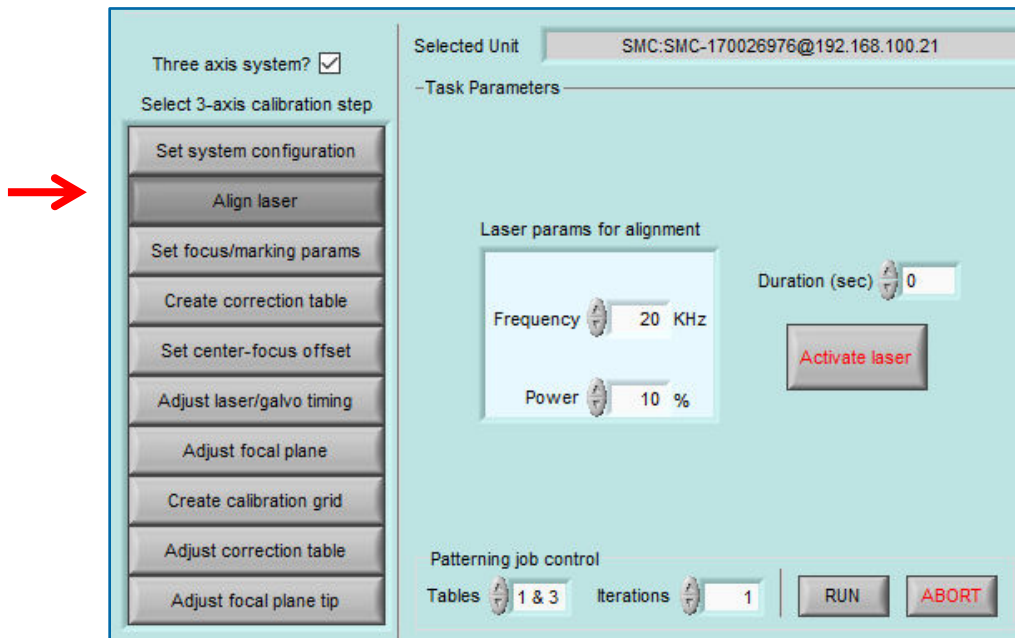 Three axis system?
Select 3-axis calibration step
Set system configuration
Align laser
Set focus/marking params
Create correction table
Set center-focus offset
Adjust laser/galvo timing
Adjust focal plane
Create calibration grid
Adjust correction table
Adjust focal plane tip
Selected Unit SMC:SMC-170026976@192.168.100.21
Task Parameters
Laser params for alignment
Frequency 20 KHz
Power 10 %
Duration (sec) 0
Activate laser
Patterning job control
Tables 1 & 3 Iterations 1 RUN ABORT